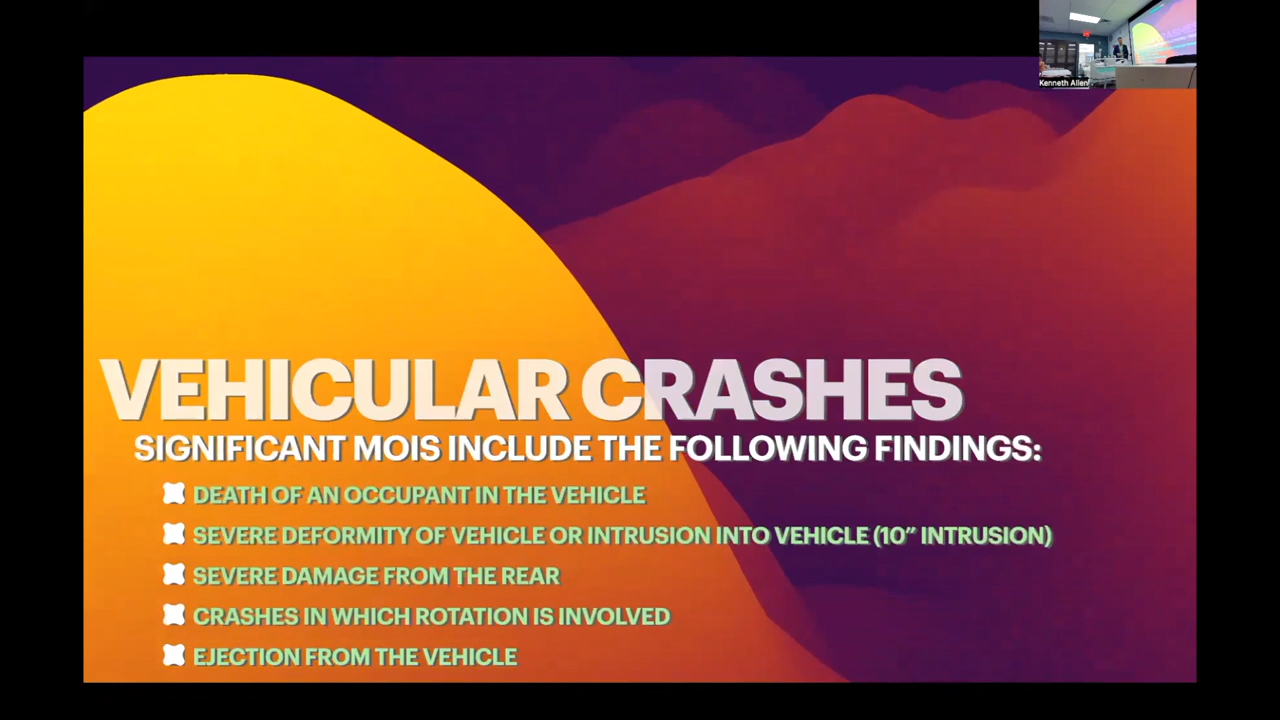 Kenneth Allen
VEHICULAR CRASHES
SIGNIFICANT MOIS INCLUDE THE FOLLOWING FINDINGS:
DEATH OF AN OCCUPANT IN THE VEHICLE
SEVERE DEFORMITY OF VEHICLE OR INTRUSION INTO VEHICLE (10” INTRUSION)
SEVERE DAMAGE FROM THE REAR
CRASHES IN WHICH ROTATION IS INVOLVED
EJECTION FROM THE VEHICLE